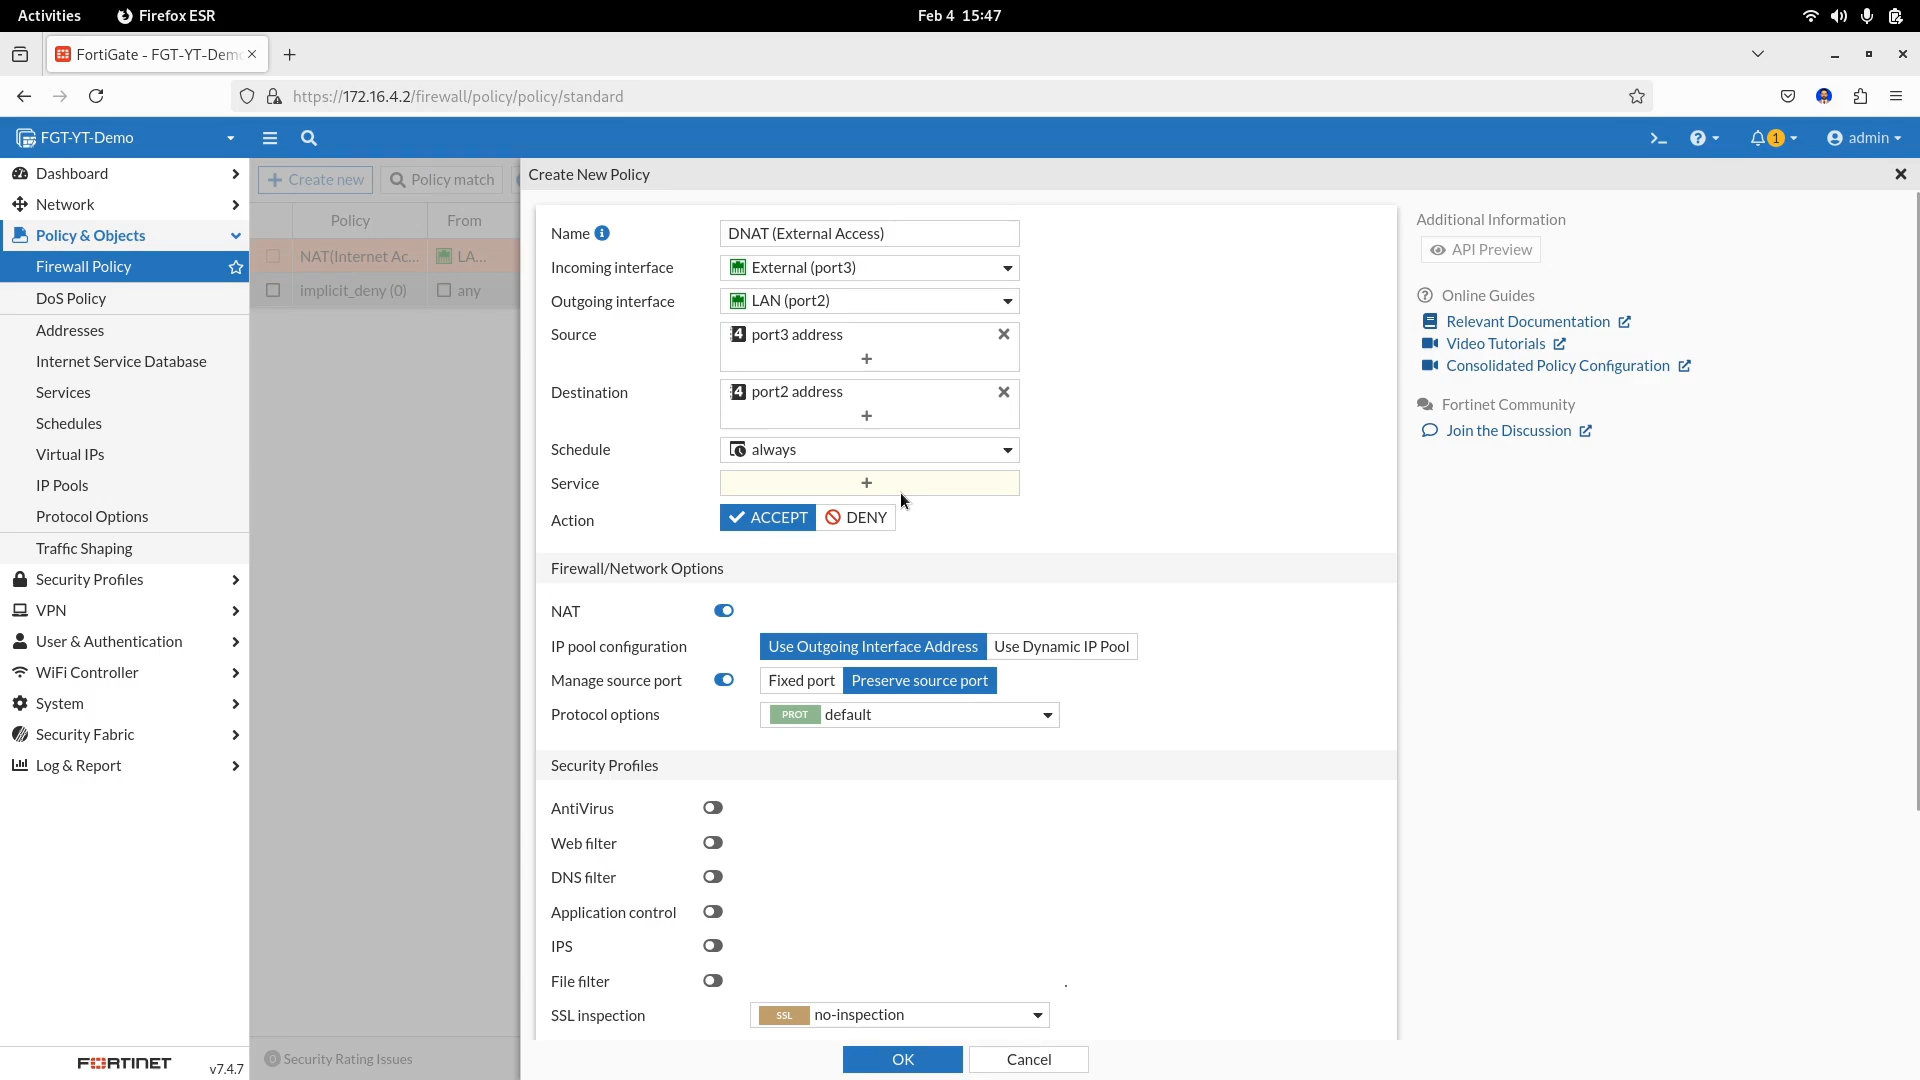 Activities
Firefox ESR
Feb 4 15:47
FortiGate - FGT-YT-Demo
https://172.16.4.2/firewall/policy/policy/standard
FGT-YT-Demo
1
admin
Dashboard
Network
Policy & Objects
Firewall Policy
DoS Policy
Addresses
Internet Service Database
Services
Schedules
Virtual IPs
IP Pools
Protocol Options
Traffic Shaping
Security Profiles
VPN
User & Authentication
WiFi Controller
System
Security Fabric
Log & Report
FORTINET
v7.4.7
Create new
Policy match
Policy
From
NAT(Internet Ac...
LA...
implicit_deny (0)
any
0 Security Rating Issues
Create New Policy
Name
DNAT (External Access)
Incoming interface
External (port3)
Outgoing interface
LAN (port2)
Source
4 port3 address
Destination
4 port2 address
Schedule
always
Service
Action
ACCEPT
DENY
Firewall/Network Options
NAT
IP pool configuration
Use Outgoing Interface Address
Use Dynamic IP Pool
Manage source port
Fixed port
Preserve source port
Protocol options
PROT default
Security Profiles
AntiVirus
Web filter
DNS filter
Application control
IPS
File filter
SSL inspection
SSL no-inspection
OK
Cancel
Additional Information
API Preview
Online Guides
Relevant Documentation
Video Tutorials
Consolidated Policy Configuration
Fortinet Community
Join the Discussion